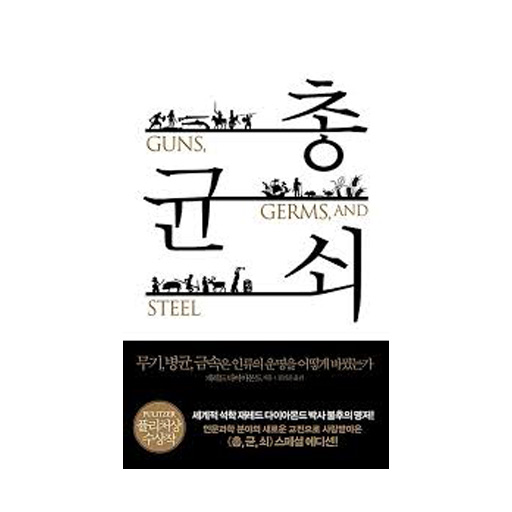 총
GUNS,
균
GERMS, AND
쇠
STEEL
무기, 병균, 금속은 인류의 운명을 어떻게 바꿨는가
재레드 다이아몬드 지음
PULITZER
퓰리처상
수상작
세계적 석학 재레드 다이아몬드 박사 불후의 명저!
인문과학 분야의 새로운 고전으로 사랑받아온
《총, 균, 쇠》 스페셜 에디션!